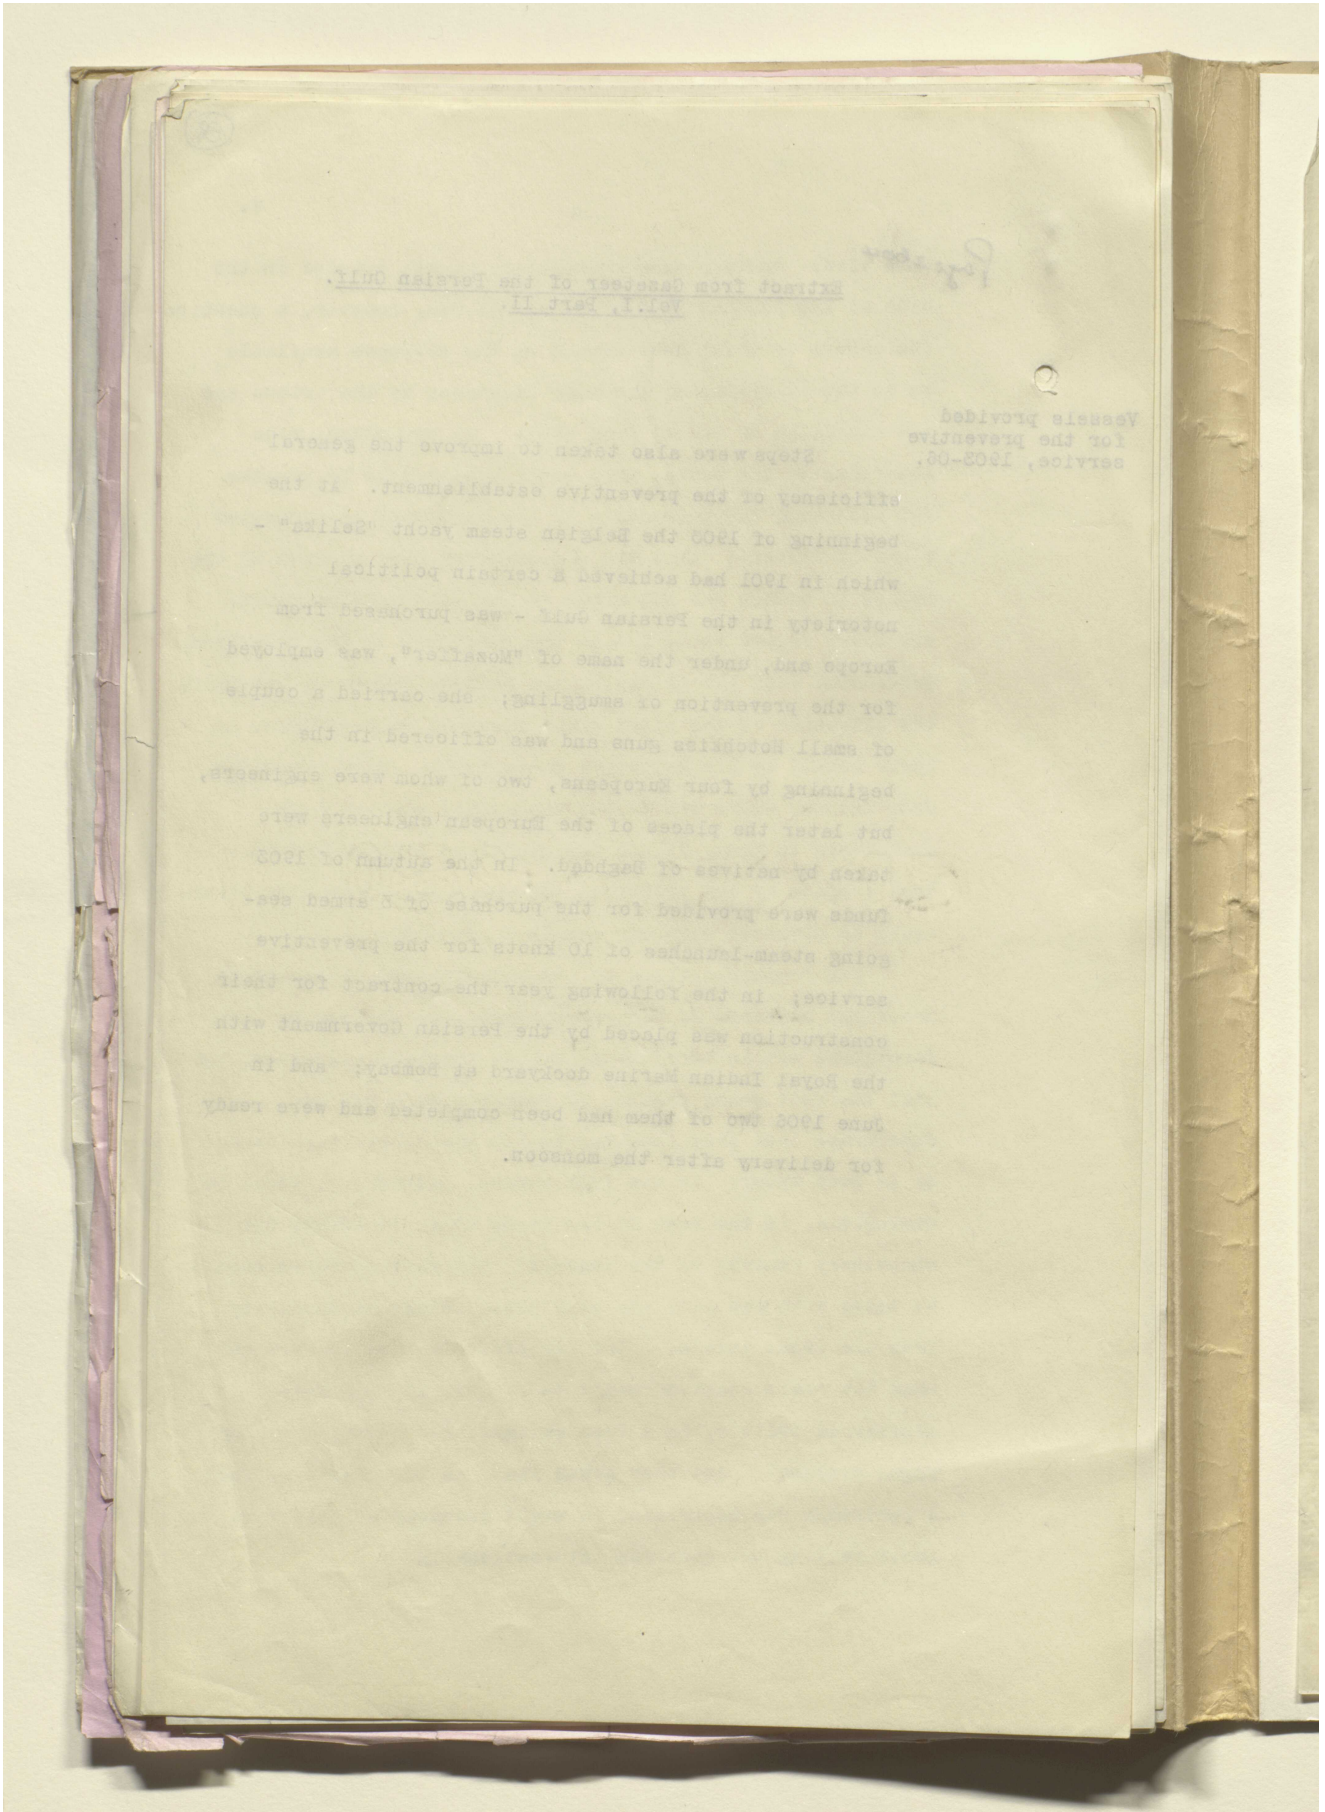 Extract from Gazeteer of the Persian Gulf.
Vol.I, Part II
Vessels provided
for the preventive
service, 1903-06.
Steps were also taken to improve the general
efficiency of the preventive establishment. At the
beginning of 1903 the Belgian steam yacht "Selika" -
which in 1901 had achieved a certain political
notoriety in the Persian Gulf - was purchased from
Europe and, under the name of "Mozaffer", was employed
for the prevention of smuggling; she carried a couple
of small Hotchkiss guns and was officered in the
beginning by four Europeans, two of whom were engineers,
but later the places of the European engineers were
taken by natives of Baghdad. In the autumn of 1903
funds were provided for the purchase of 5 armed sea-
going steam-launches of 10 knots for the preventive
service; in the following year the contract for their
construction was placed by the Persian Government with
the Royal Indian Marine dockyard at Bombay; and in
June 1906 two of them had been completed and were ready
for delivery after the monsoon.